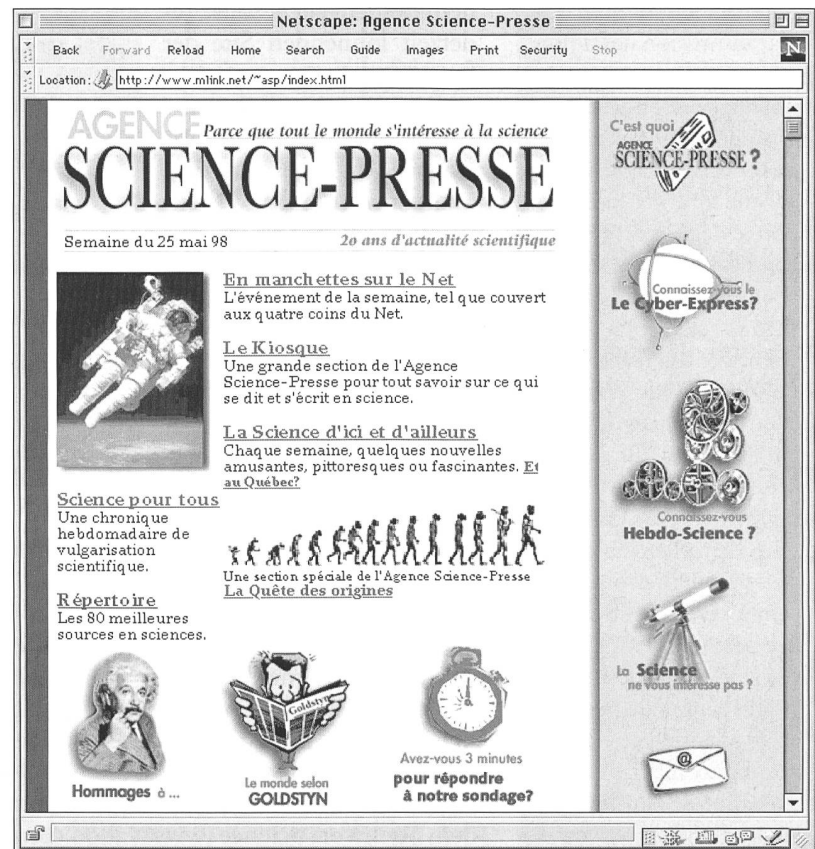 Netscape: Agence Science-Presse
Back Forward Reload Home Search Guide Images Print Security Stop
N
Location: http://www.mlink.net/~asp/index.html
AGENCE Parce que tout le monde s'intéresse à la science
SCIENCE-PRESSE
Semaine du 25 mai 98 20 ans d'actualité scientifique
En manchettes sur le Net
L'événement de la semaine, tel que couvert
aux quatre coins du Net.
Le Kiosque
Une grande section de l'Agence
Science-Presse pour tout savoir sur ce qui
se dit et s'écrit en science.
La Science d'ici et d'ailleurs
Chaque semaine, quelques nouvelles
amusantes, pittoresques ou fascinantes. Et
au Québec?
Science pour tous
Une chronique
hebdomadaire de
vulgarisation
scientifique.
Une section spéciale de l'Agence Science-Presse
La Quête des origines
Répertoire
Les 80 meilleures
sources en sciences.
Hommages à ...
Goldstyn
Le monde selon
GOLDSTYN
Avez-vous 3 minutes
pour répondre
à notre sondage?
C'est quoi
AGENCE
SCIENCE-PRESSE ?
Connaissez-vous le
Le Cyber-Express?
Connaissez-vous
Hebdo-Science ?
La Science
ne vous intéresse pas ?
@